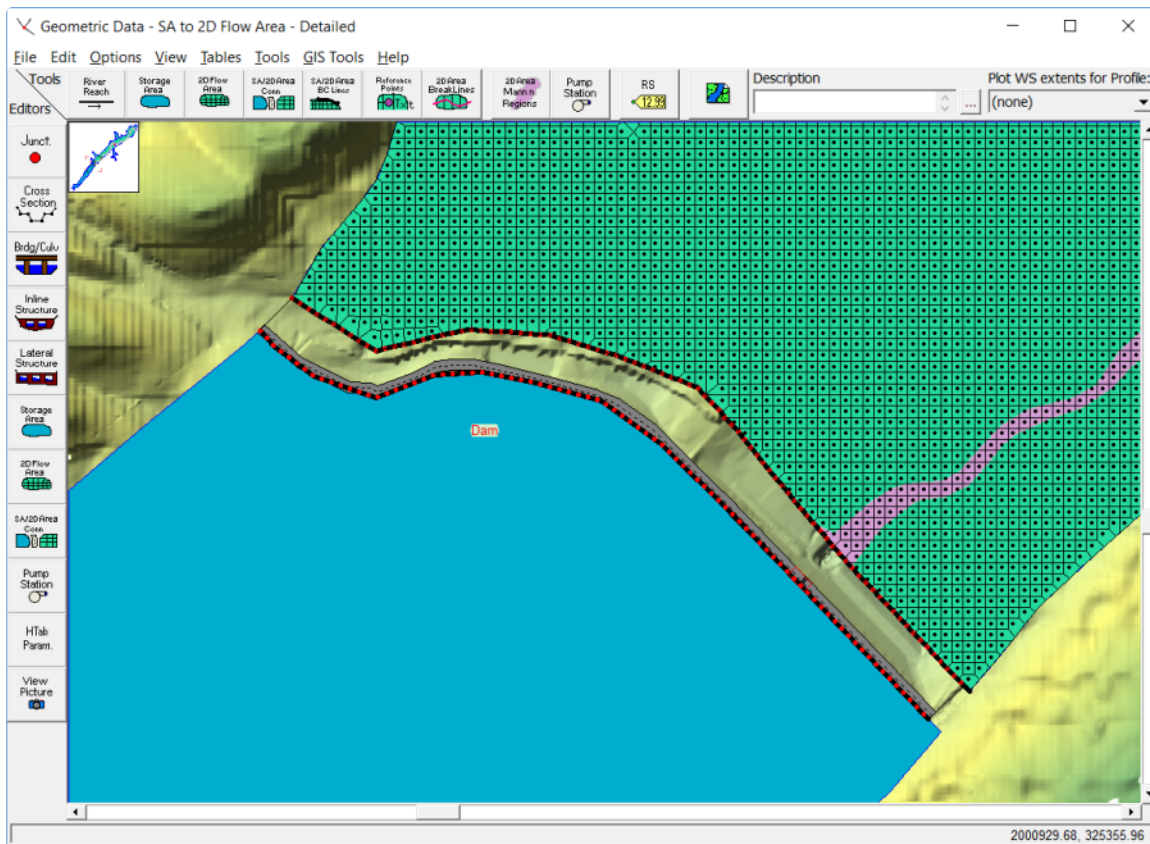 Geometric Data - SA to 2D Flow Area - Detailed
File Edit Options View Tables Tools GIS Tools Help
Tools
Editors
River
Reach
Storage
Area
2D Flow
Area
SA/2D Area
Conn
SA/2D Area
BC Lines
Reference
Points
2D Area
BreakLines
2D Area
Mann n
Regions
Pump
Station
RS
12.99
Description
...
Plot WS extents for Profile:
(none)
Junct.
Cross
Section
Brdg/Culv
Inline
Structure
Lateral
Structure
Storage
Area
2D Flow
Area
SA/2D Area
Conn
Pump
Station
HTab
Param.
View
Picture
Dam
2000929.68, 325355.96